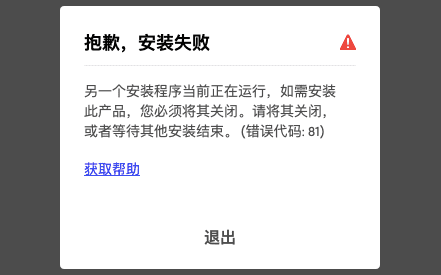 抱歉，安装失败
另一个安装程序当前正在运行，如需安装
此产品，您必须将其关闭。请将其关闭，
或者等待其他安装结束。 (错误代码: 81)
获取帮助
退出